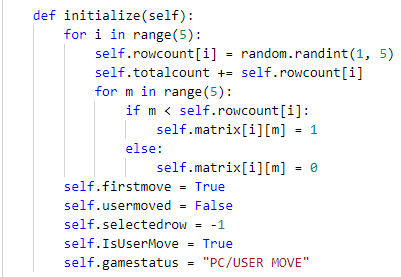 def initialize(self):
    for i in range(5):
        self.rowcount[i] = random.randint(1, 5)
        self.totalcount += self.rowcount[i]
        for m in range(5):
            if m < self.rowcount[i]:
                self.matrix[i][m] = 1
            else:
                self.matrix[i][m] = 0
    self.firstmove = True
    self.usermoved = False
    self.selectedrow = -1
    self.IsUserMove = True
    self.gamestatus = "PC/USER MOVE"